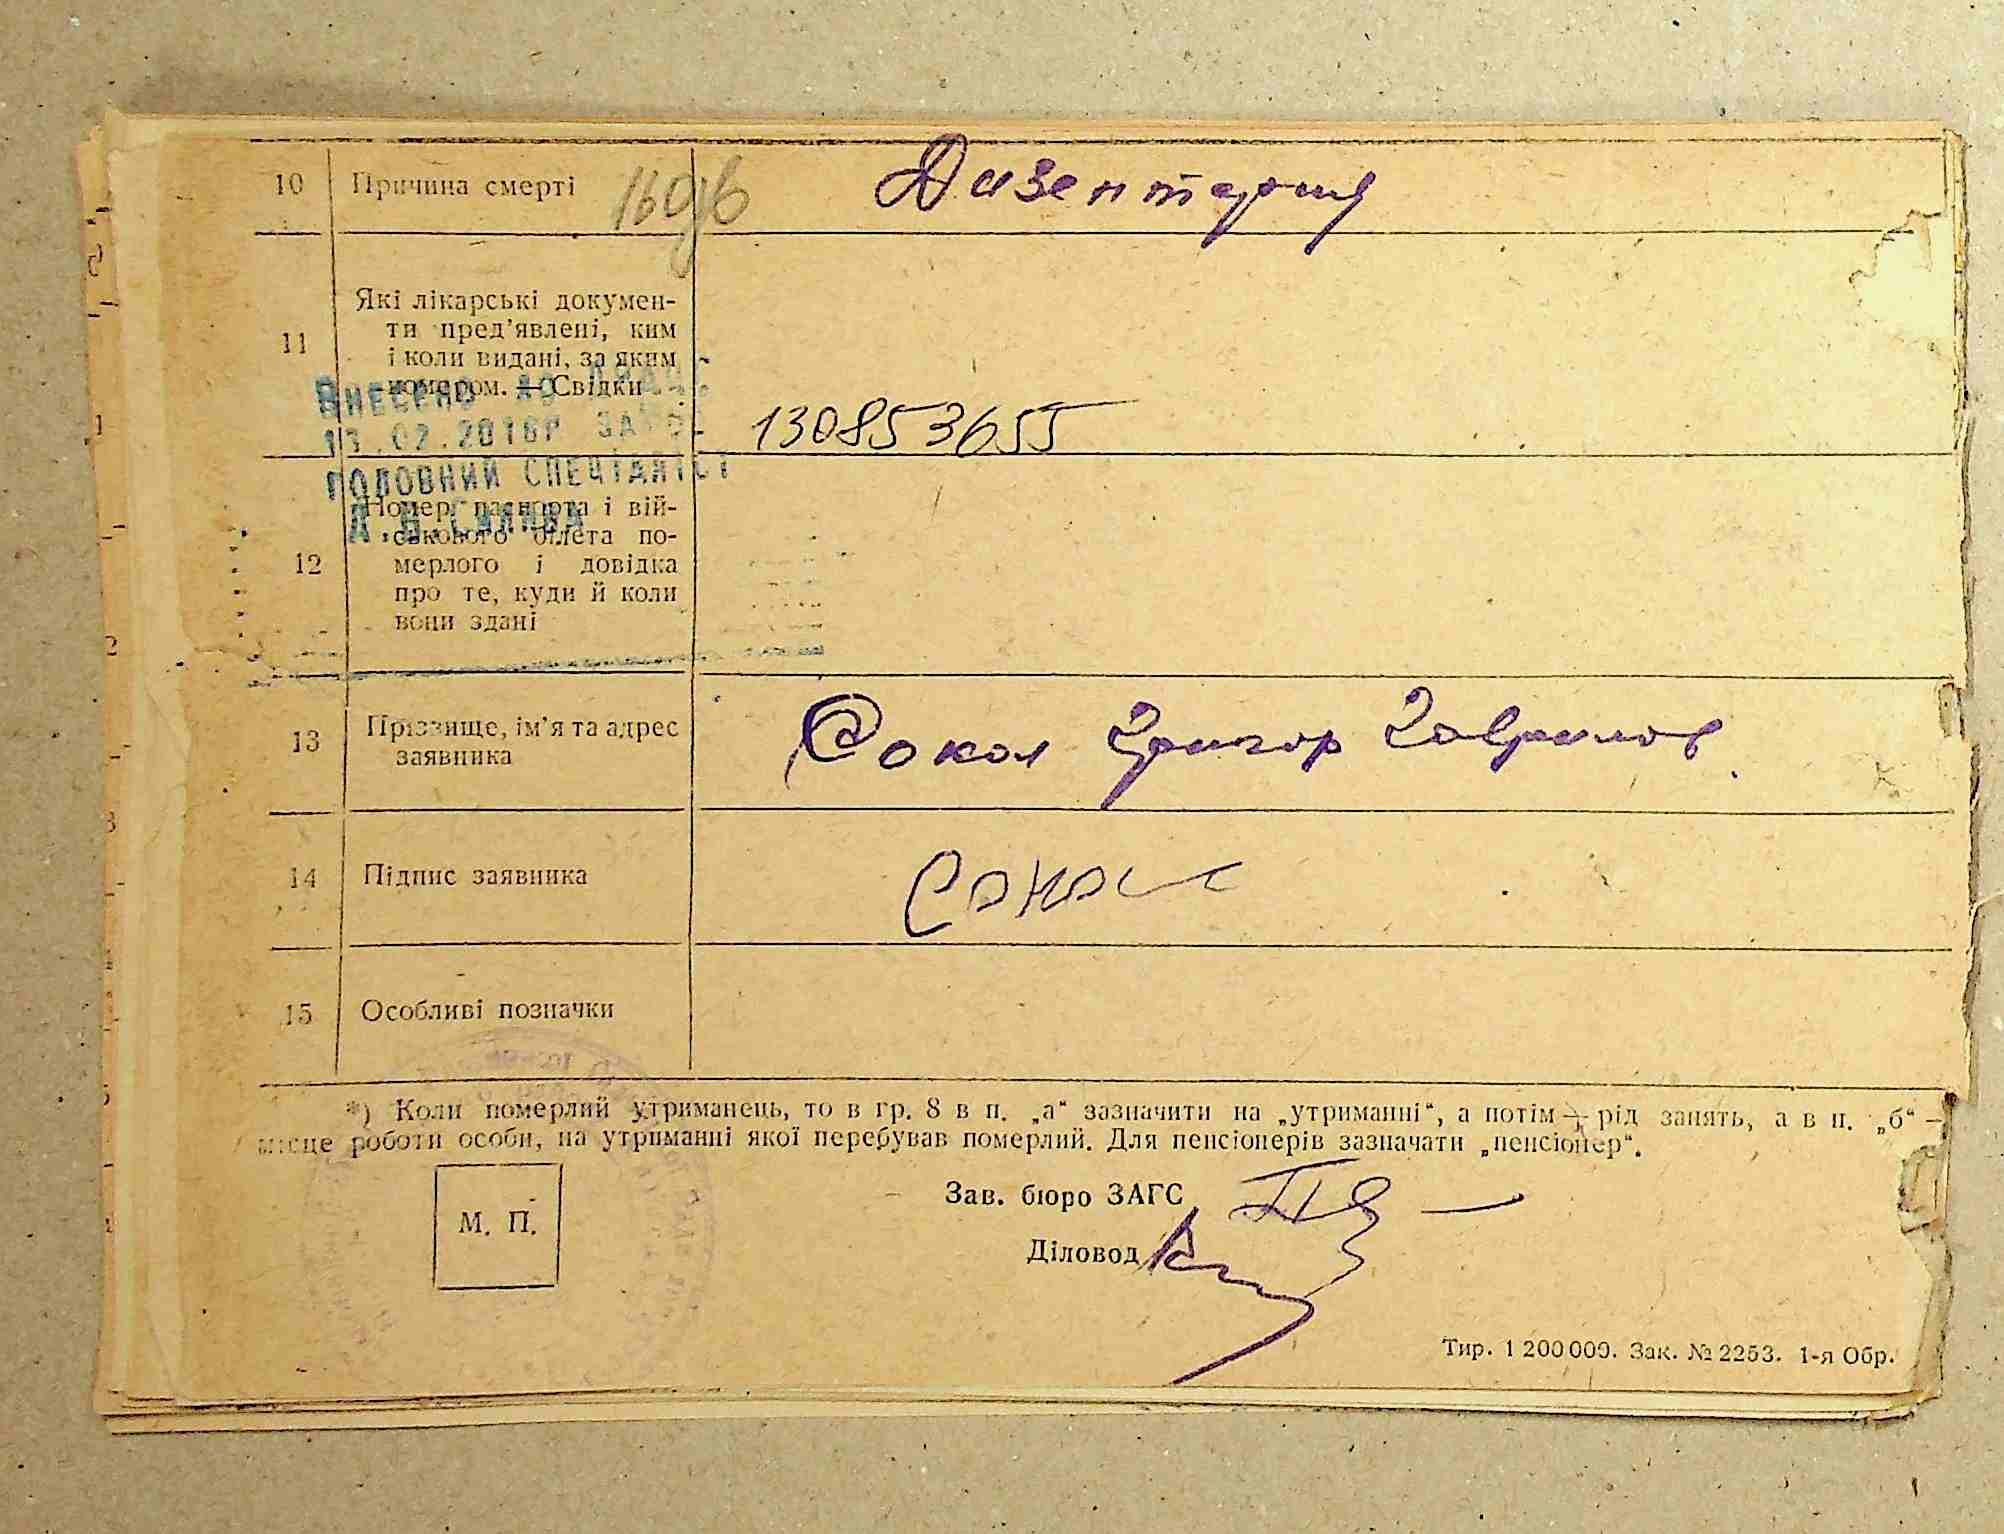 10 Причина смерті Дизентерия
Які лікарські докумен-
ти пред’явлені, ким
11 і коли видані, за яким
номером. — Свідки
ВНЕСЕНО ДО
.02.2016Р 130853655
ГОЛОВНИЙ СПЕЦІАЛІСТ
Номер паспорта і вій-
ськового білета по-
12 мерлого і довідка
про те, куди й коли
вони здані
13 Прізвище, ім’я та адрес Сокол Григор Гаврилов.
заявника
14 Підпис заявника Сокол
15 Особливі позначки
*) Коли померлий утриманець, то в гр. 8 в п. „а“ зазначити на „утриманні“, а потім — рід занять, а в п. „б“ —
місце роботи особи, на утриманні якої перебував померлий. Для пенсіонерів зазначати „пенсіонер“.
Зав. бюро ЗАГС
М. П.
Діловод
Тир. 1 200 000. Зак. № 2253. 1-я Обр.